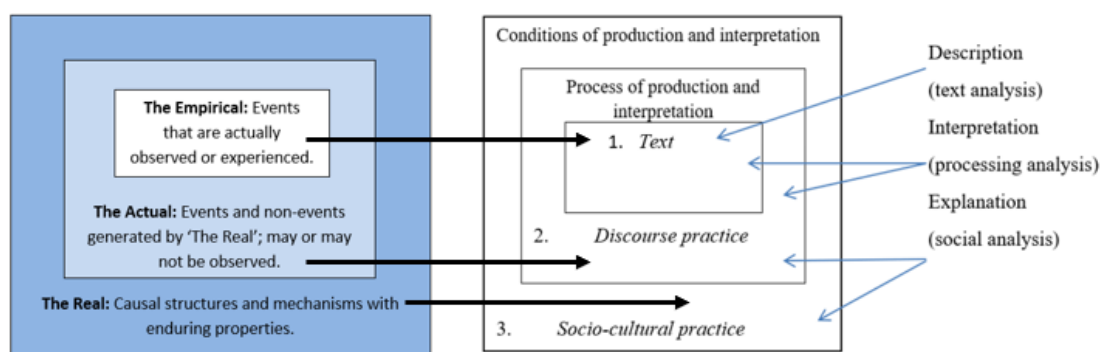 The Empirical: Events
that are actually
observed or experienced.
The Actual: Events and non-events
generated by ‘The Real’; may or may
not be observed.
The Real: Causal structures and mechanisms with
enduring properties.
Conditions of production and interpretation
Process of production and
interpretation
1. Text
2. Discourse practice
3. Socio-cultural practice
Description
(text analysis)
Interpretation
(processing analysis)
Explanation
(social analysis)